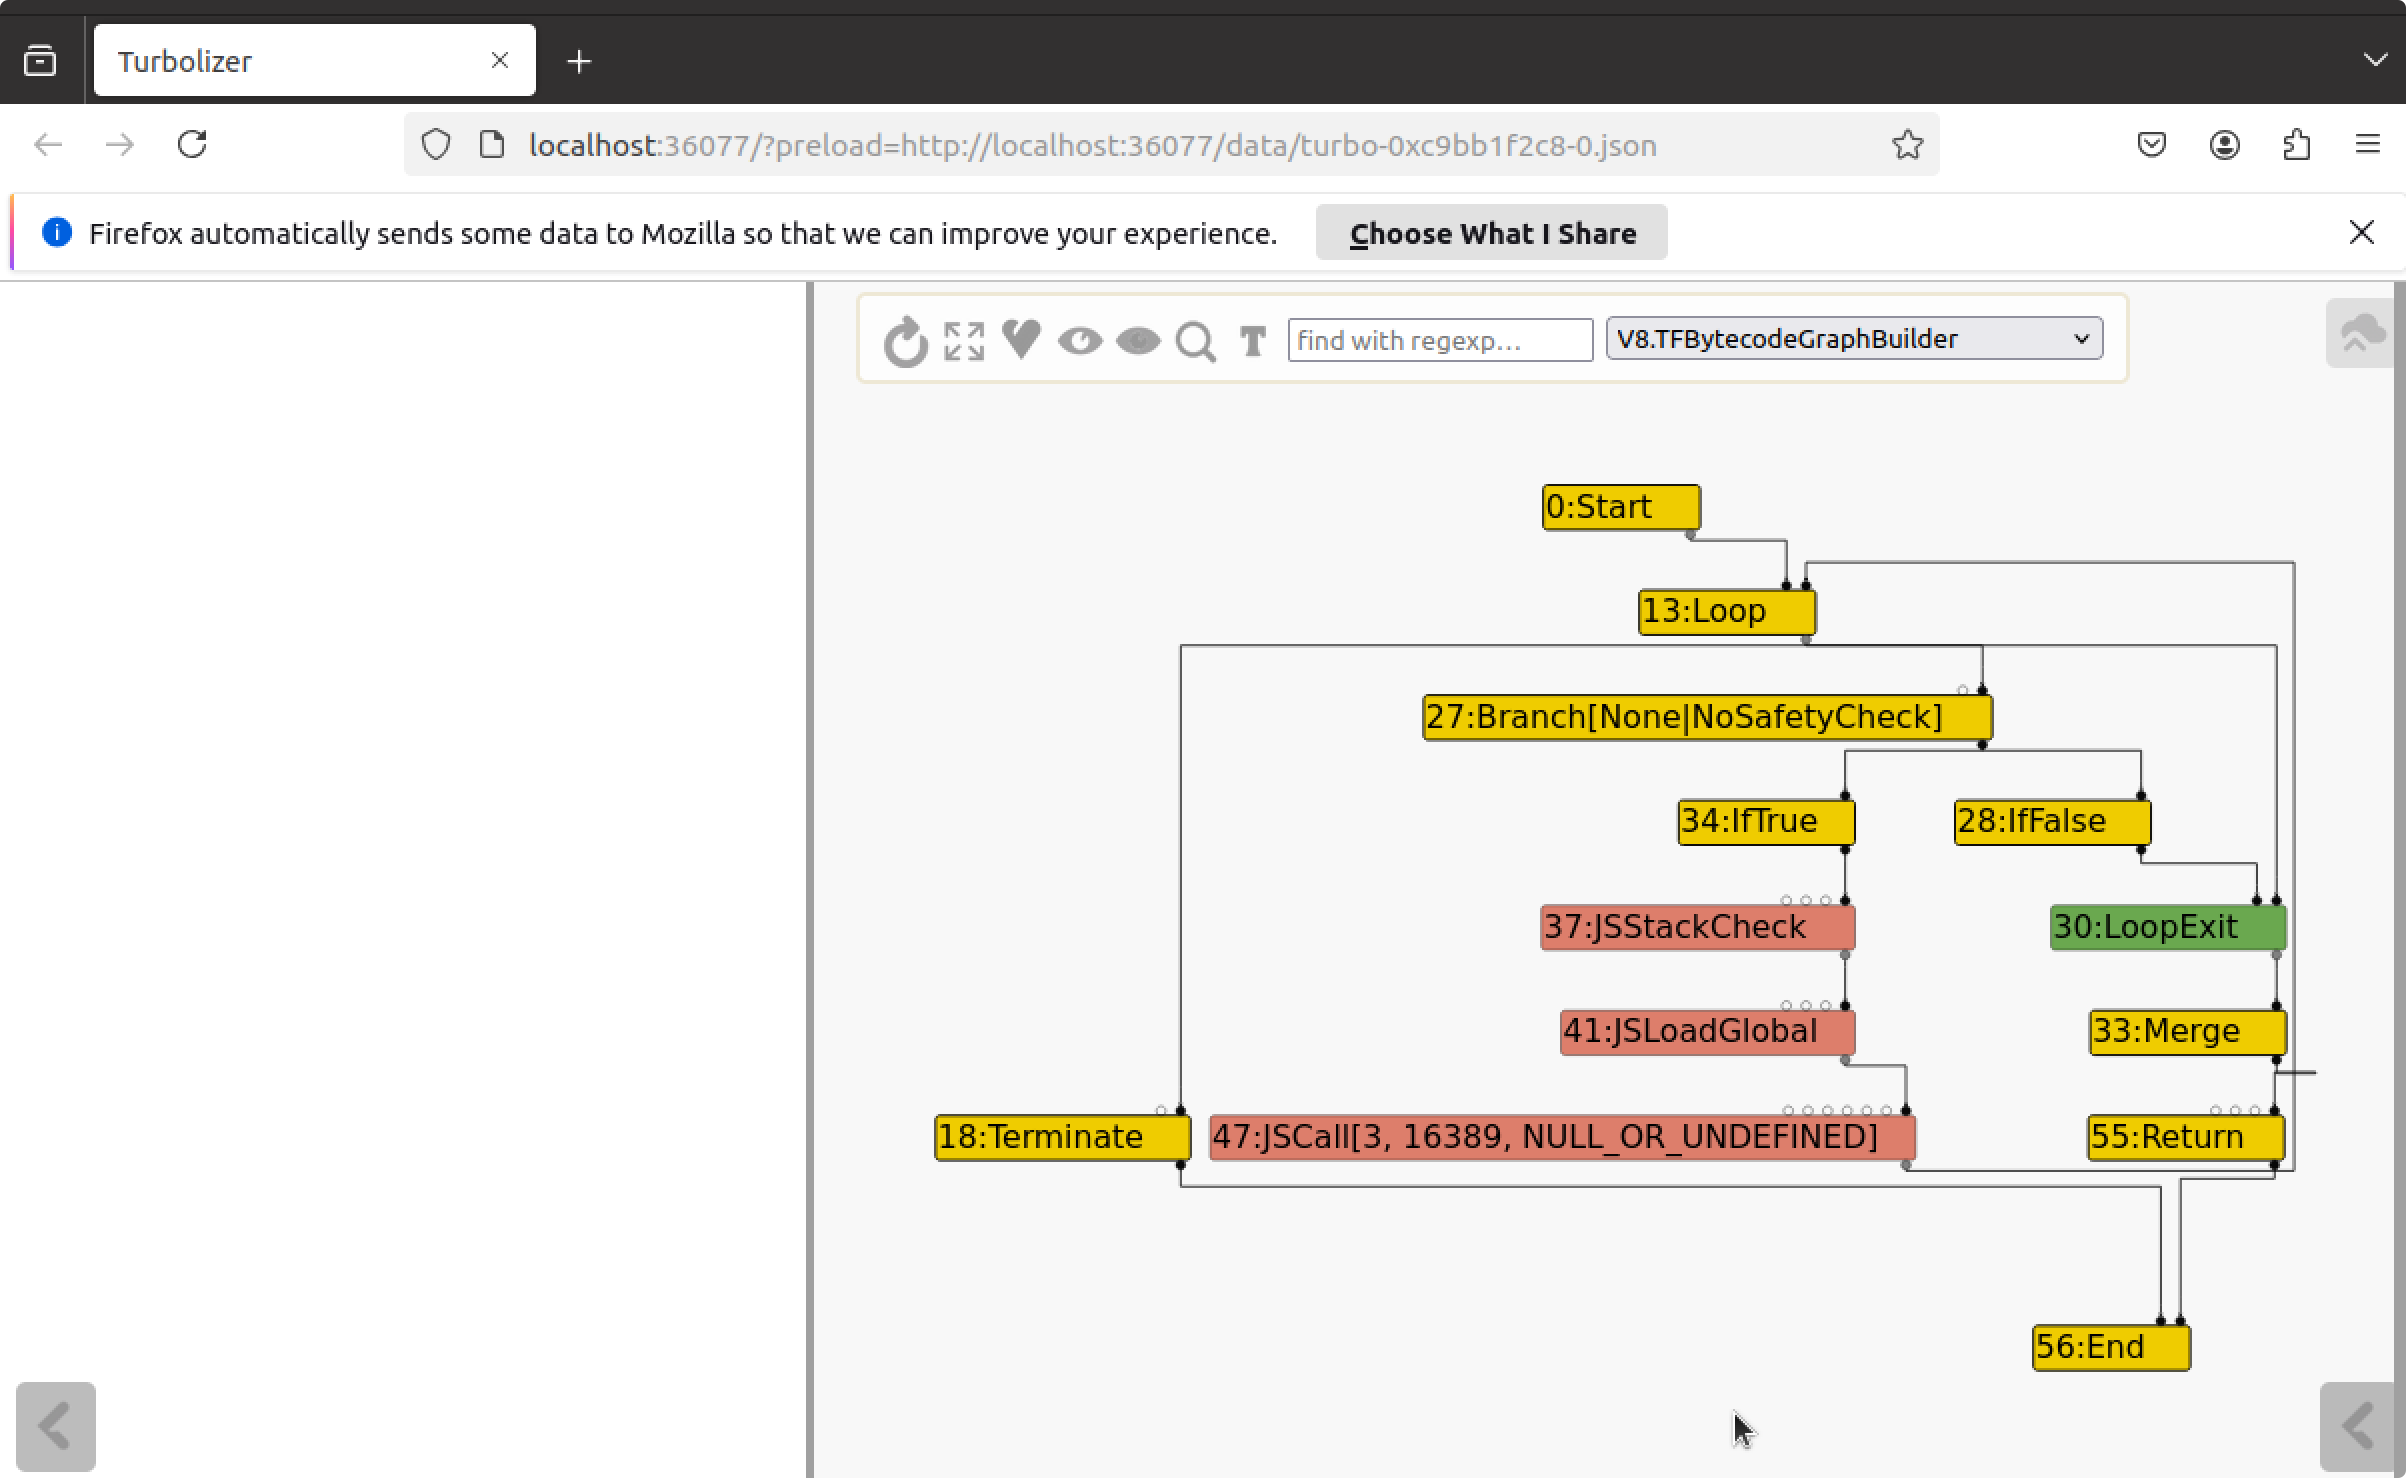 Turbolizer
localhost:36077/?preload=http://localhost:36077/data/turbo-0xc9bb1f2c8-0.json
Firefox automatically sends some data to Mozilla so that we can improve your experience.
Choose What I Share
T
find with regexp...
V8.TFBytecodeGraphBuilder
0:Start
13:Loop
27:Branch[None|NoSafetyCheck]
34:IfTrue
28:IfFalse
37:JSStackCheck
30:LoopExit
41:JSLoadGlobal
33:Merge
18:Terminate
47:JSCall[3, 16389, NULL_OR_UNDEFINED]
55:Return
56:End